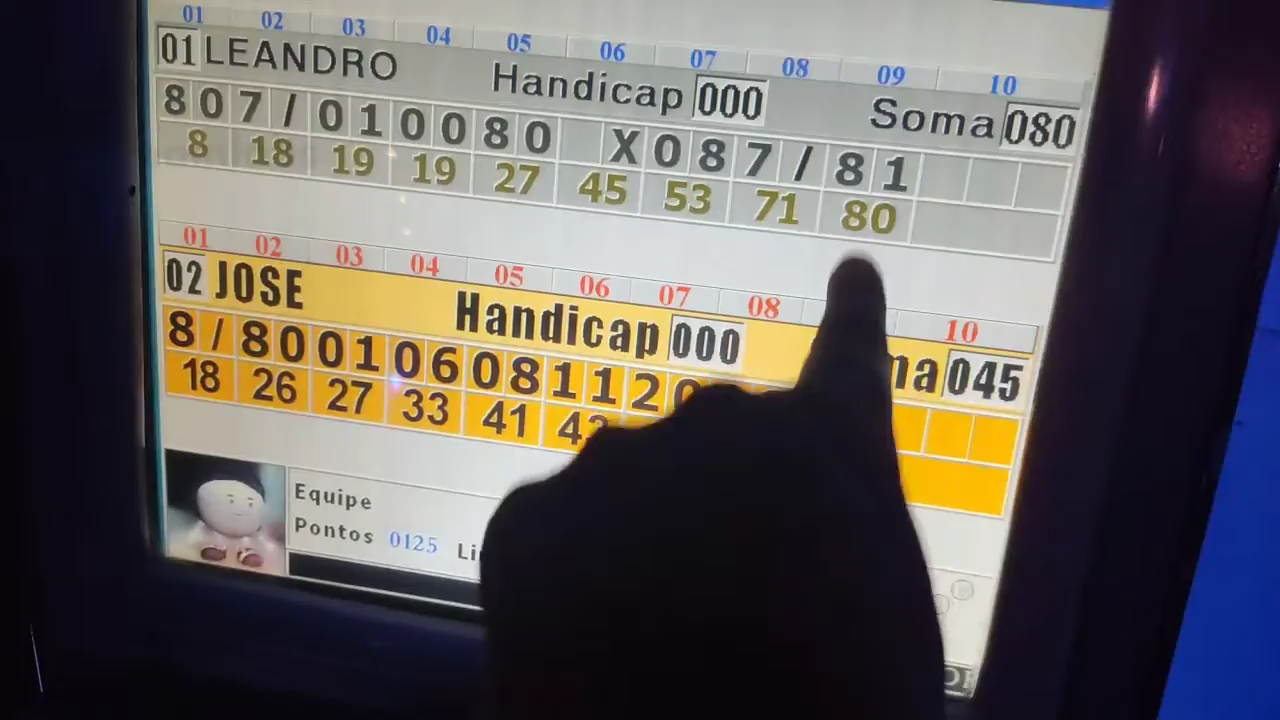 01 02 03 04 05 06 07 08 09 10
01 LEANDRO Handicap 000 Soma 080
8 0 7 / 0 1 0 0 8 0 X 0 8 7 / 8 1
8 18 19 19 27 45 53 71 80
01 02 03 04 05 06 07 08 10
02 JOSE Handicap 000 ma 045
8 / 8 0 0 1 0 6 0 8 1 1 2
18 26 27 33 41
Equipe
Pontos 0125 Li